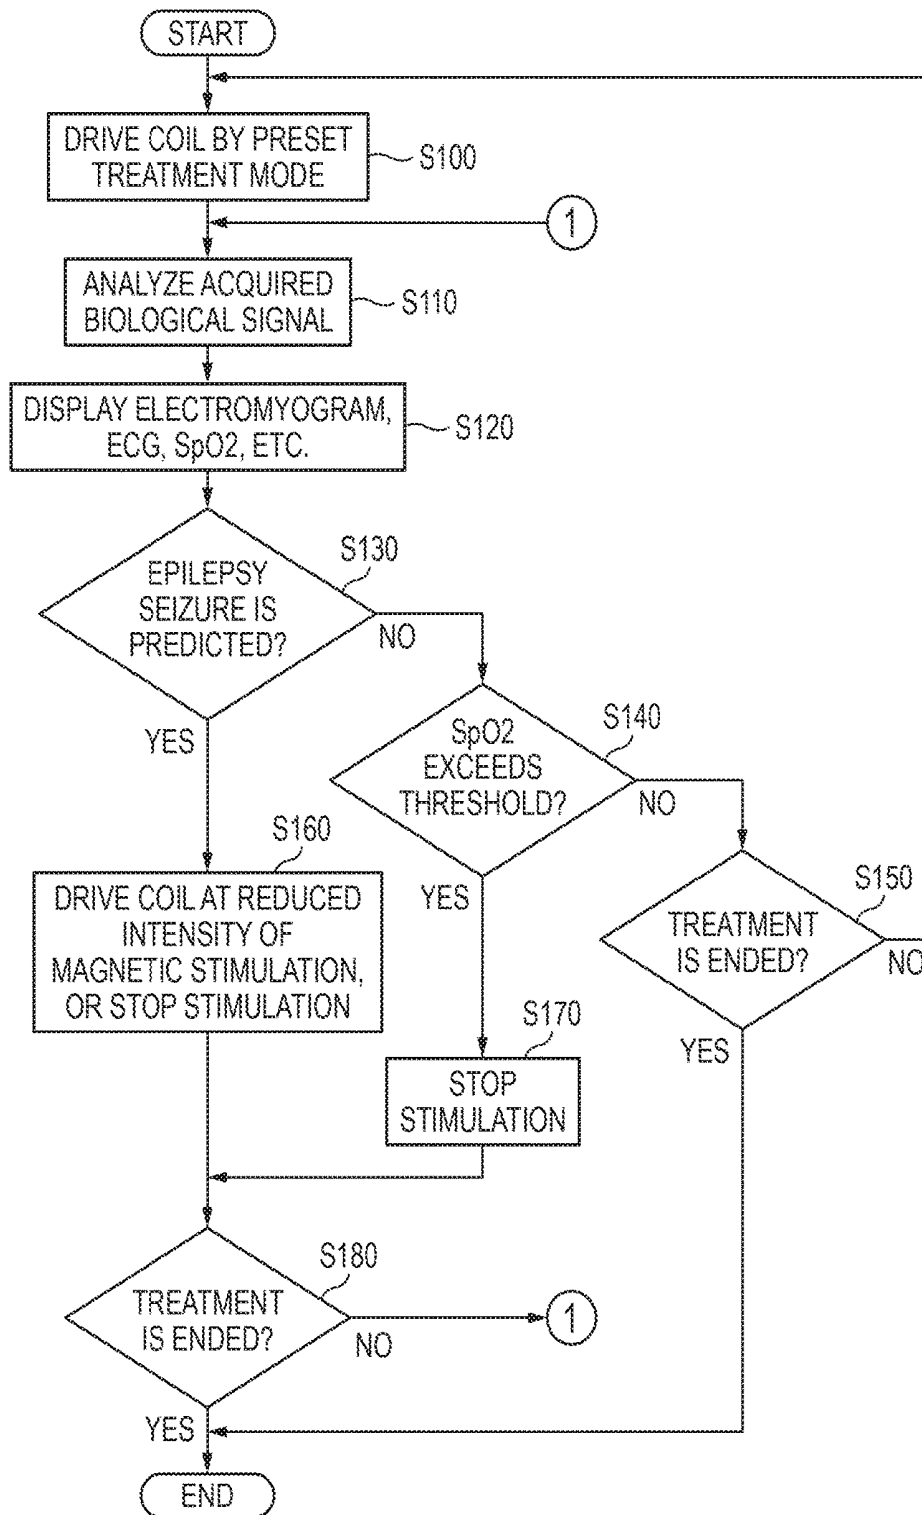 START
DRIVE COIL BY PRESET
TREATMENT MODE
S100
1
ANALYZE ACQUIRED
BIOLOGICAL SIGNAL
S110
DISPLAY ELECTROMYOGRAM,
ECG, SpO2, ETC.
S120
S130
EPILEPSY
SEIZURE IS
PREDICTED?
NO
YES
S140
SpO2
EXCEEDS
THRESHOLD?
NO
YES
S150
TREATMENT
IS ENDED?
NO
YES
S160
DRIVE COIL AT REDUCED
INTENSITY OF
MAGNETIC STIMULATION,
OR STOP STIMULATION
S170
STOP
STIMULATION
S180
TREATMENT
IS ENDED?
NO
1
YES
END